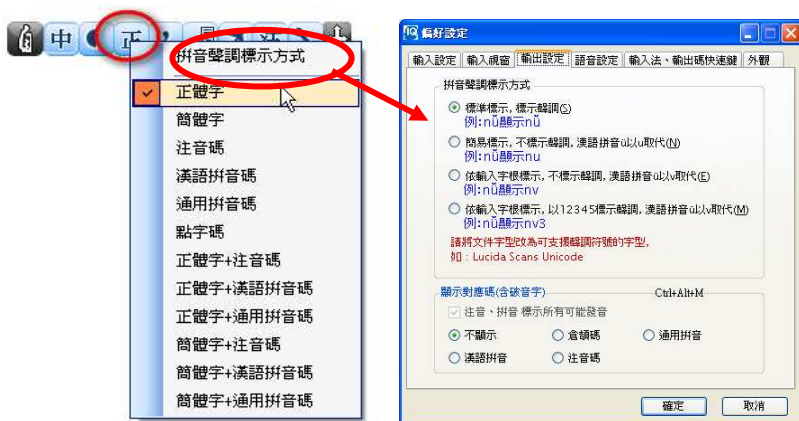 中 正
拼音聲調標示方式
正體字
簡體字
注音碼
漢語拼音碼
通用拼音碼
點字碼
正體字+注音碼
正體字+漢語拼音碼
正體字+通用拼音碼
簡體字+注音碼
簡體字+漢語拼音碼
簡體字+通用拼音碼
IQ 偏好設定
輸入設定 輸入視窗 輸出設定 語音設定 輸入法、輸出碼快速鍵 外觀
拼音聲調標示方式
標準標示, 標示聲調(S)
例:nǚ顯示nǚ
簡易標示, 不標示聲調, 漢語拼音ü以u取代(N)
例:nǚ顯示nu
依輸入字根標示, 不標示聲調, 漢語拼音ü以v取代(E)
例:nǚ顯示nv
依輸入字根標示, 以12345標示聲調, 漢語拼音ü以v取代(M)
例:nǚ顯示nv3
請將文件字型改為可支援聲調符號的字型,
如 : Lucida Scans Unicode
顯示對應碼(含破音字) Ctrl+Alt+M
注音、拼音 標示所有可能發音
不顯示 倉頡碼 通用拼音
漢語拼音 注音碼
確定 取消